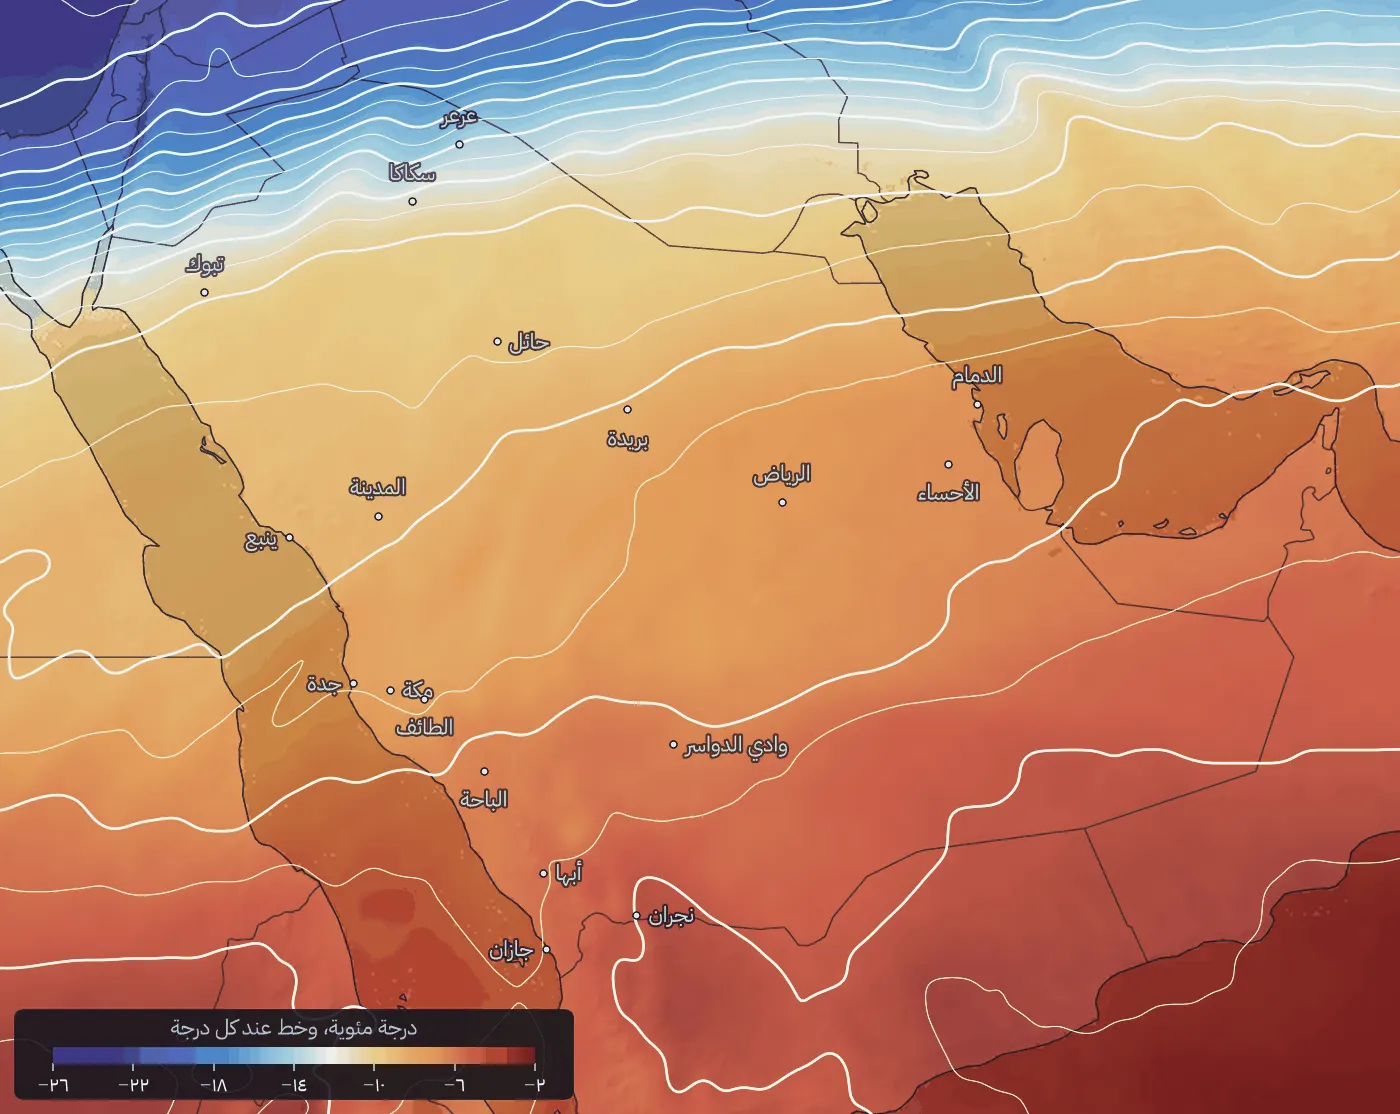 عرعر
سكاكا
تبوك
حائل
الدمام
بريدة
الرياض
المدينة
الأحساء
ينبع
جدة
مكة
الطائف
وادي الدواسر
الباحة
أبها
نجران
جازان
درجة مئوية، وخط عند كل درجة
−٢٦ −٢٢ −١٨ −١٤ −١٠ −٦ −٢